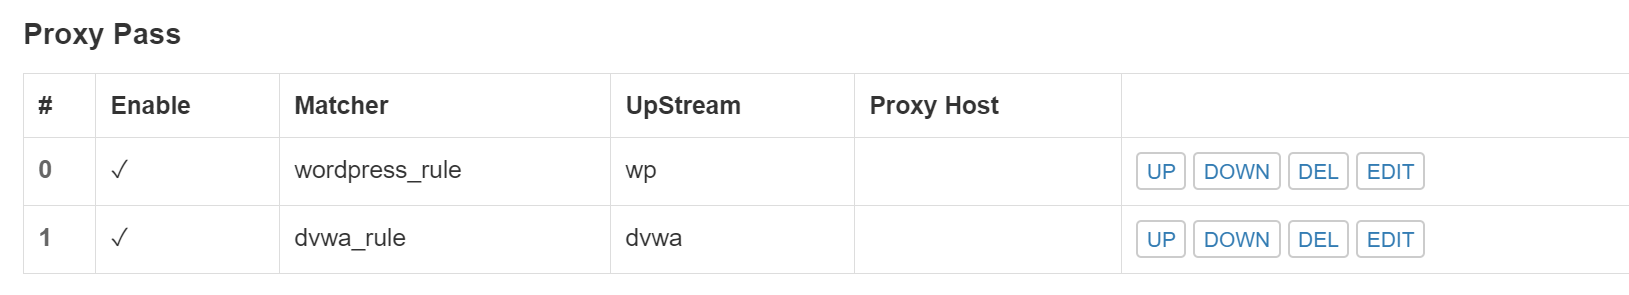 Proxy Pass
# Enable Matcher UpStream Proxy Host
0 ✓ wordpress_rule wp UP DOWN DEL EDIT
1 ✓ dvwa_rule dvwa UP DOWN DEL EDIT